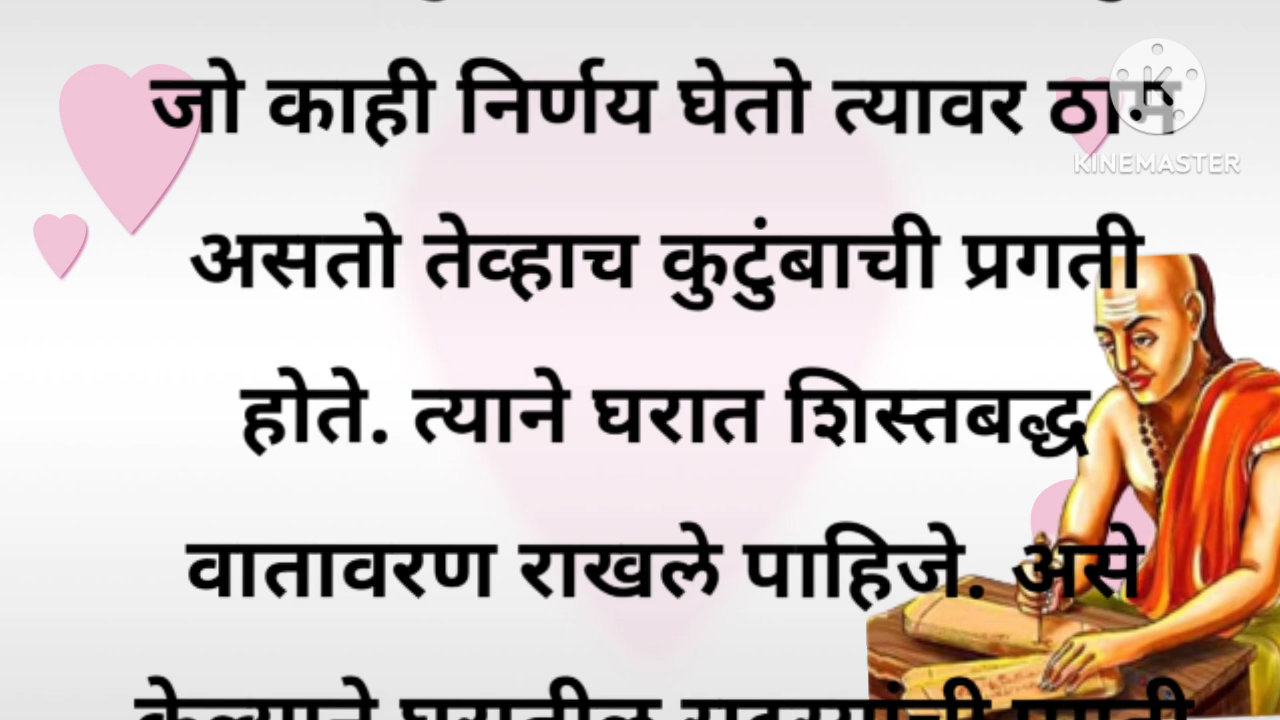 जो काही निर्णय घेतो त्यावर
KINEMASTER
असतो तेव्हाच कुटुंबाची प्रगती
होते. त्याने घरात शिस्तबद्ध
वातावरण राखले पाहिजे. असे